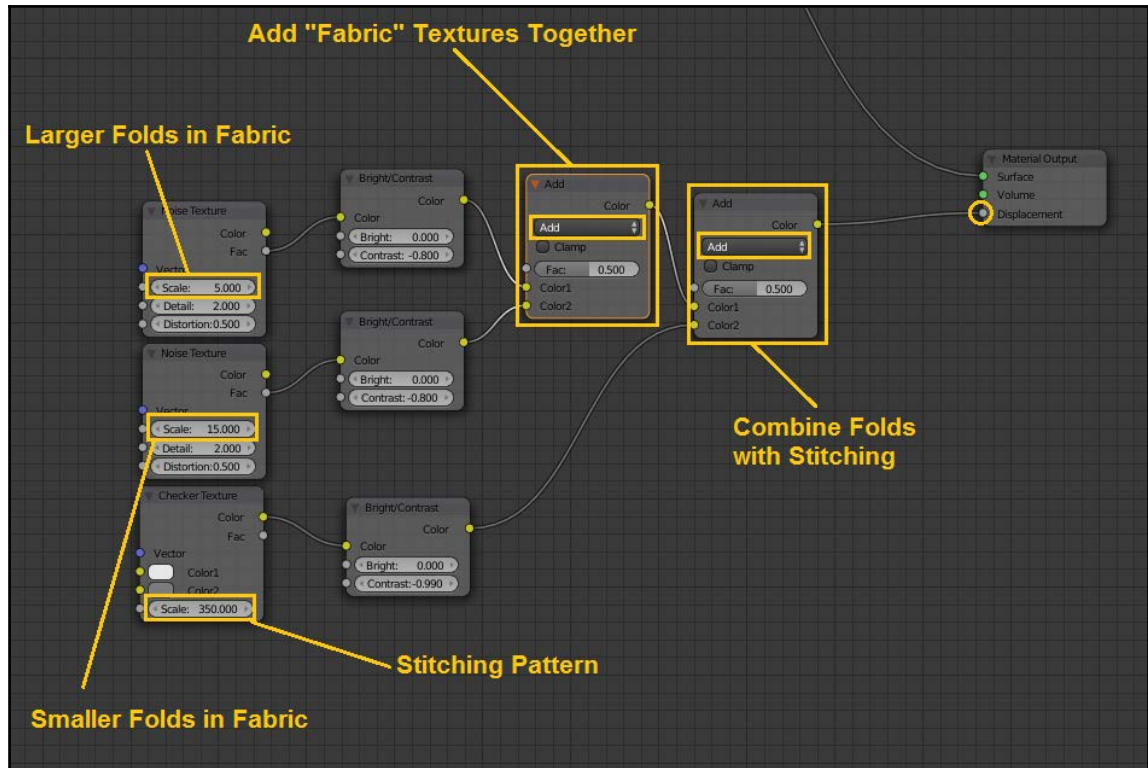 Add "Fabric" Textures Together
Larger Folds in Fabric
Noise Texture
Color
Fac
Vector
Scale: 5.000
Detail: 2.000
Distortion:0.500
Bright/Contrast
Color
Color
Bright: 0.000
Contrast: -0.800
Add
Color
Add
Clamp
Fac: 0.500
Color1
Color2
Add
Color
Add
Clamp
Fac: 0.500
Color1
Color2
Material Output
Surface
Volume
Displacement
Noise Texture
Color
Fac
Vector
Scale: 15.000
Detail: 2.000
Distortion:0.500
Bright/Contrast
Color
Color
Bright: 0.000
Contrast: -0.800
Combine Folds
with Stitching
Checker Texture
Color
Fac
Vector
Color1
Color2
Scale: 350.000
Bright/Contrast
Color
Color
Bright: 0.000
Contrast: -0.990
Stitching Pattern
Smaller Folds in Fabric